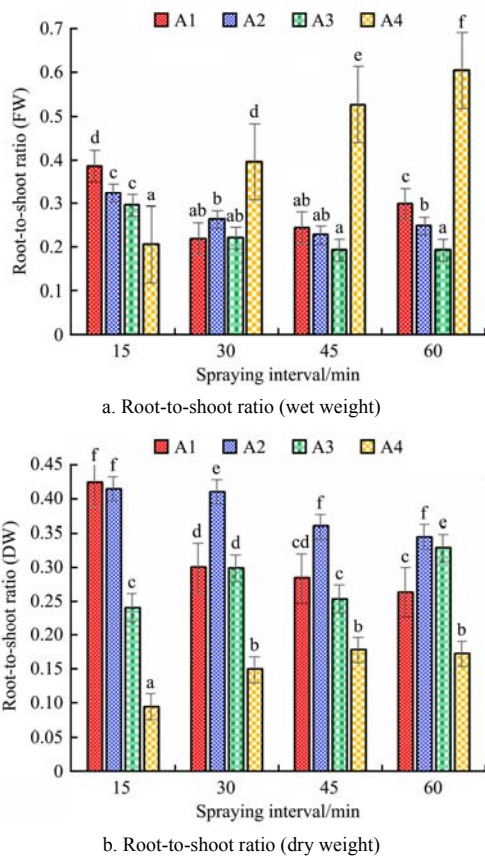 A1 A2 A3 A4
Root-to-shoot ratio (FW)
0.7
0.6
0.5
0.4
0.3
0.2
0.1
0
d c c a
ab b ab d
ab ab a e
c b a f
15 30 45 60
Spraying interval/min
a. Root-to-shoot ratio (wet weight)
A1 A2 A3 A4
Root-to-shoot ratio (DW)
0.45
0.40
0.35
0.30
0.25
0.20
0.15
0.10
0.05
0
f f c a
d e d b
cd f c b
c f e b
15 30 45 60
Spraying interval/min
b. Root-to-shoot ratio (dry weight)